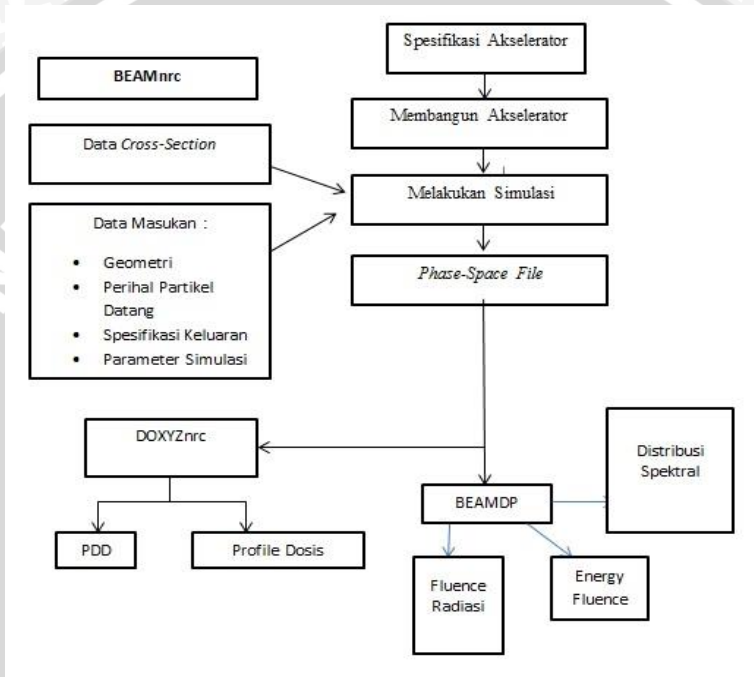 Spesifikasi Akselerator
BEAMnrc
Membangun Akselerator
Data Cross-Section
Melakukan Simulasi
Data Masukan :
• Geometri
• Perihal Partikel
Datang
• Spesifikasi Keluaran
• Parameter Simulasi
Phase-Space File
DOXYZnrc
Distribusi
Spektral
BEAMDP
PDD
Profile Dosis
Fluence
Radiasi
Energy
Fluence